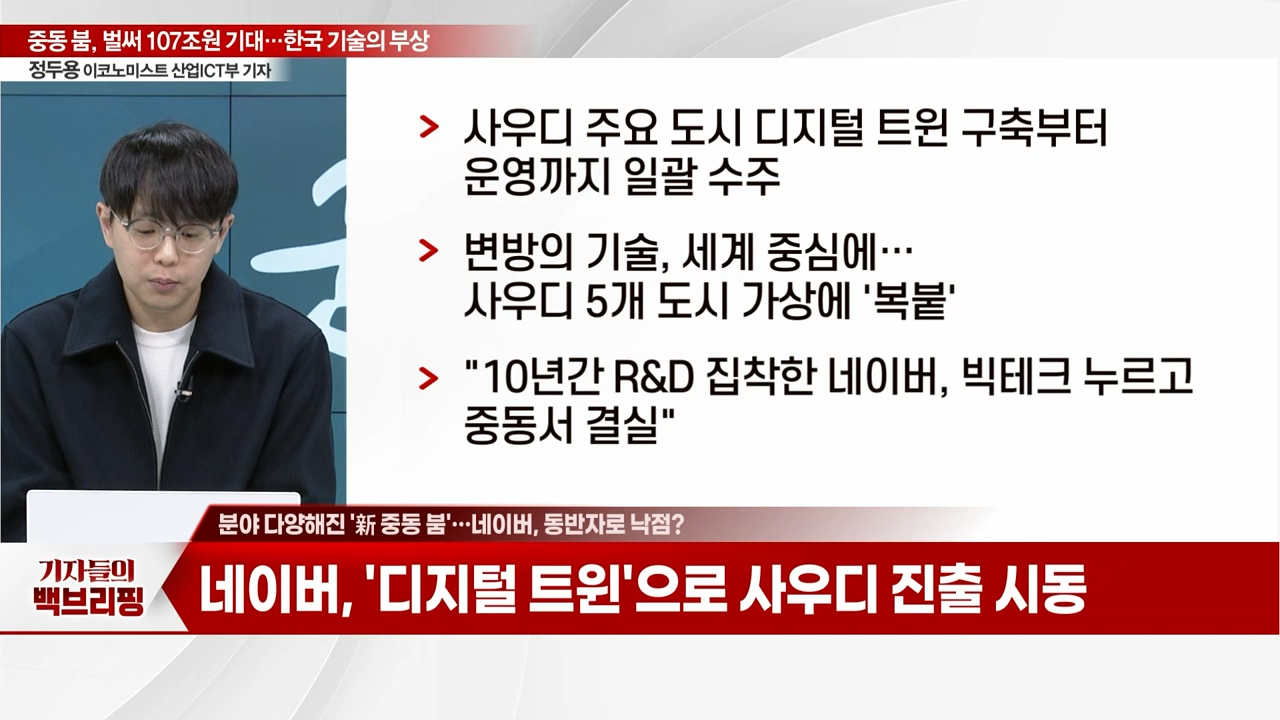 중동 붐, 벌써 107조원 기대…한국 기술의 부상
정두용 이코노미스트 산업ICT부 기자
> 사우디 주요 도시 디지털 트윈 구축부터
운영까지 일괄 수주
> 변방의 기술, 세계 중심에…
사우디 5개 도시 가상에 '복붙'
> "10년간 R&D 집착한 네이버, 빅테크 누르고
중동서 결실"
분야 다양해진 '新 중동 붐'…네이버, 동반자로 낙점?
기자들의
백브리핑
네이버, '디지털 트윈'으로 사우디 진출 시동